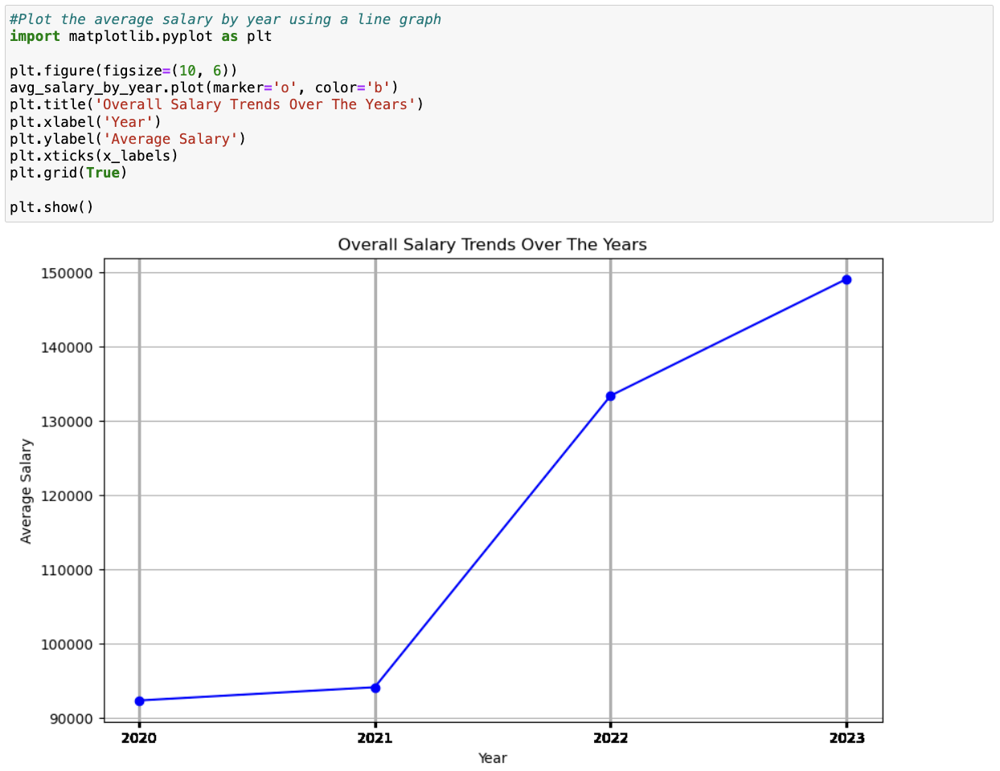 #Plot the average salary by year using a line graph
import matplotlib.pyplot as plt
plt.figure(figsize=(10, 6))
avg_salary_by_year.plot(marker='o', color='b')
plt.title('Overall Salary Trends Over The Years')
plt.xlabel('Year')
plt.ylabel('Average Salary')
plt.xticks(x_labels)
plt.grid(True)
plt.show()
Overall Salary Trends Over The Years
150000
140000
130000
120000
110000
100000
90000
Average Salary
2020 2021 2022 2023
Year